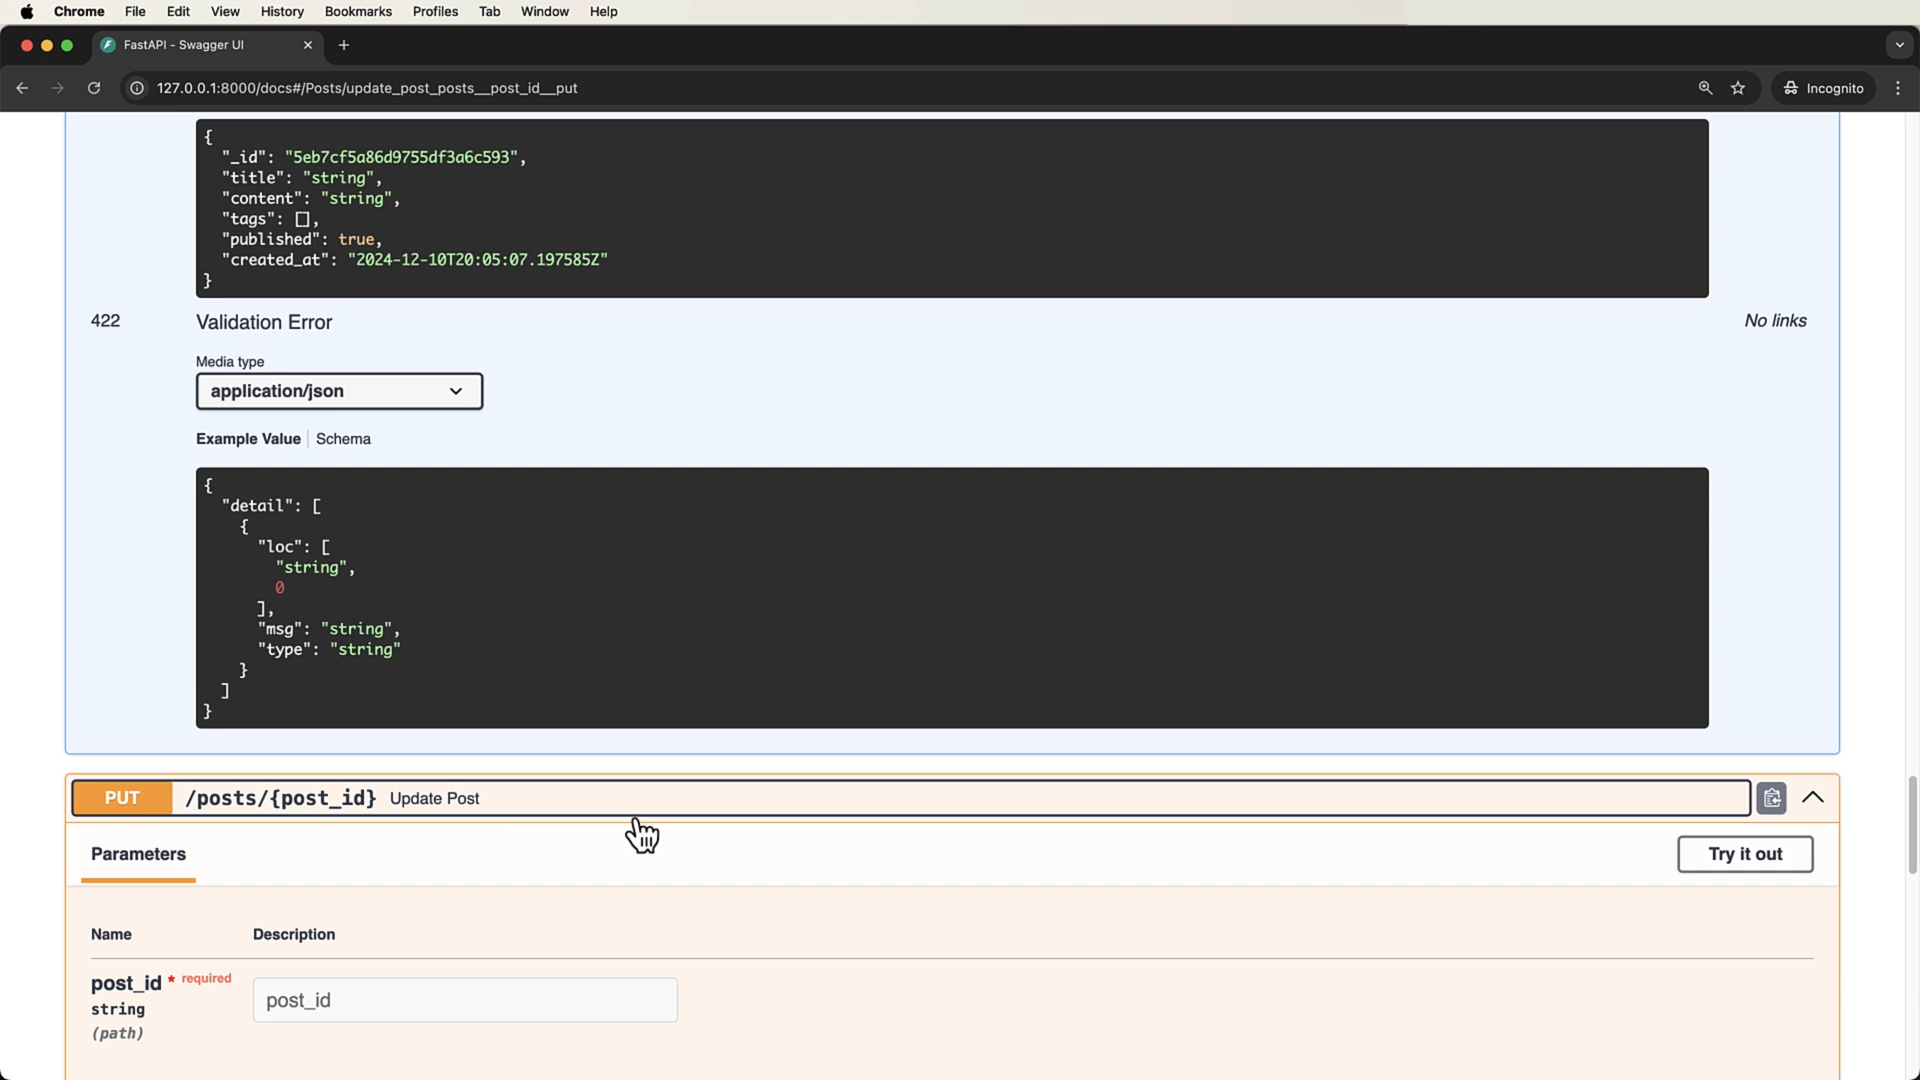 Chrome File Edit View History Bookmarks Profiles Tab Window Help
FastAPI - Swagger UI
127.0.0.1:8000/docs#/Posts/update_post_posts__post_id__put
Incognito
{
"_id": "5eb7cf5a86d9755df3a6c593",
"title": "string",
"content": "string",
"tags": [],
"published": true,
"created_at": "2024-12-10T20:05:07.197585Z"
}
422 Validation Error No links
Media type
application/json
Example Value | Schema
{
"detail": [
{
"loc": [
"string",
0
],
"msg": "string",
"type": "string"
}
]
}
PUT /posts/{post_id} Update Post
Parameters Try it out
Name Description
post_id * required
string
(path)
post_id